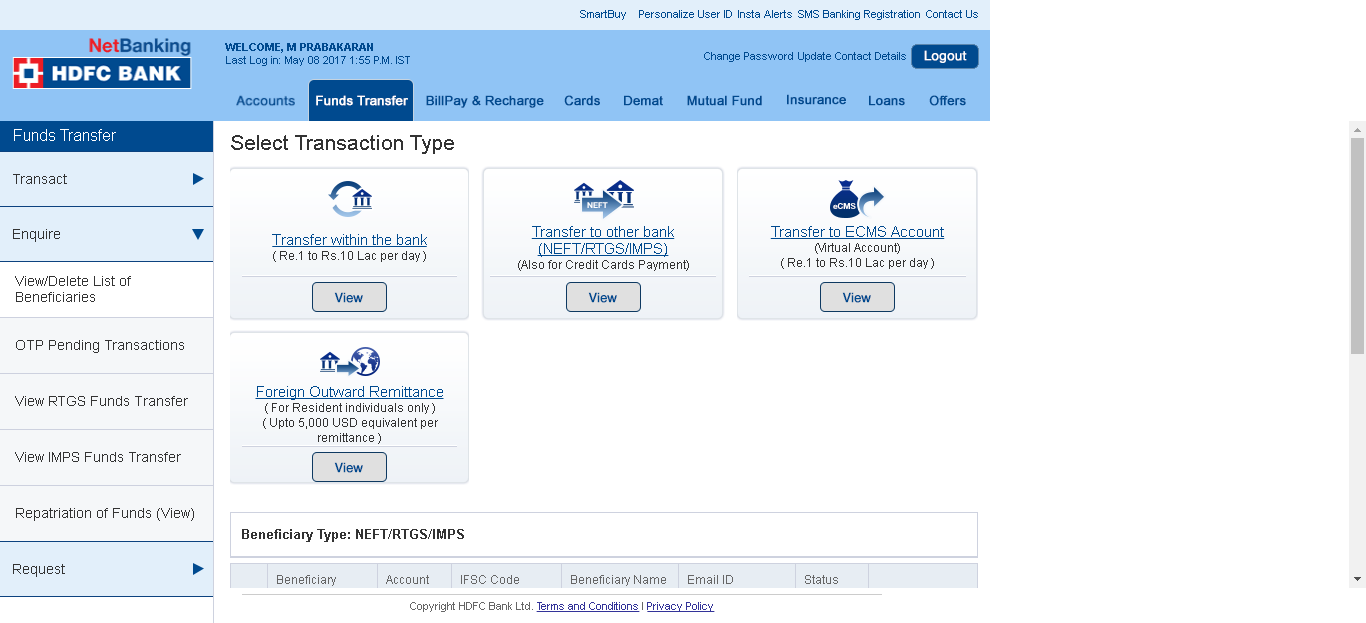 SmartBuy Personalize User ID Insta Alerts SMS Banking Registration Contact Us
NetBanking
HDFC BANK
WELCOME, M PRABAKARAN
Last Log in: May 08 2017 1:55 P.M. IST
Change Password Update Contact Details Logout
Accounts Funds Transfer BillPay & Recharge Cards Demat Mutual Fund Insurance Loans Offers
Funds Transfer
Transact
Enquire
View/Delete List of
Beneficiaries
OTP Pending Transactions
View RTGS Funds Transfer
View IMPS Funds Transfer
Repatriation of Funds (View)
Request
Select Transaction Type
Transfer within the bank
( Re.1 to Rs.10 Lac per day )
View
NEFT
Transfer to other bank
(NEFT/RTGS/IMPS)
(Also for Credit Cards Payment)
View
eCMS
Transfer to ECMS Account
(Virtual Account)
( Re.1 to Rs.10 Lac per day )
View
Foreign Outward Remittance
( For Resident individuals only )
( Upto 5,000 USD equivalent per
remittance )
View
Beneficiary Type: NEFT/RTGS/IMPS
Beneficiary Account IFSC Code Beneficiary Name Email ID Status
Copyright HDFC Bank Ltd. Terms and Conditions | Privacy Policy